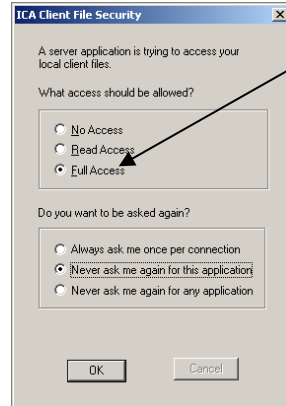 ICA Client File Security
A server application is trying to access your
local client files.
What access should be allowed?
No Access
Read Access
Full Access
Do you want to be asked again?
Always ask me once per connection
Never ask me again for this application
Never ask me again for any application
OK
Cancel